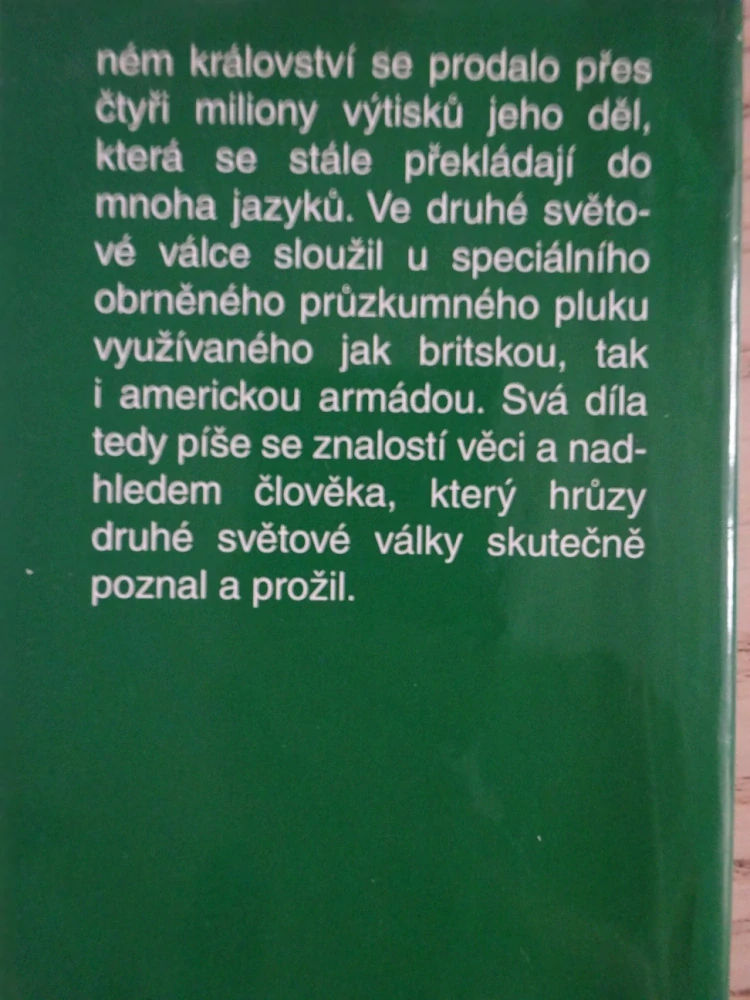 ném království se prodalo přes
čtyři miliony výtisků jeho děl,
která se stále překládají do
mnoha jazyků. Ve druhé světo-
vé válce sloužil u speciálního
obrněného průzkumného pluku
využívaného jak britskou, tak
i americkou armádou. Svá díla
tedy píše se znalostí věci a nad-
hledem člověka, který hrůzy
druhé světové války skutečně
poznal a prožil.